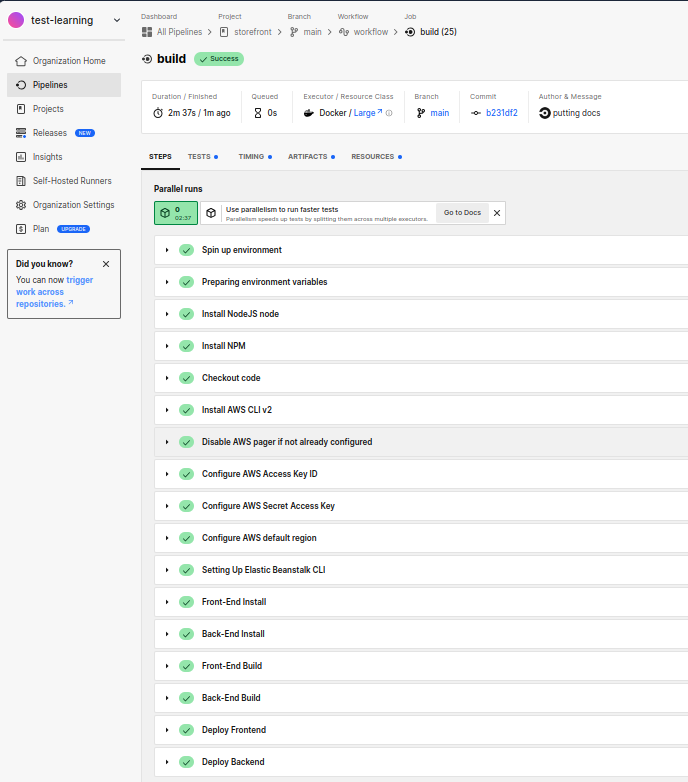 test-learning
Organization Home
Pipelines
Projects
Releases NEW
Insights
Self-Hosted Runners
Organization Settings
Plan UPGRADE
Did you know?
You can now trigger
work across
repositories.
Dashboard Project Branch Workflow Job
All Pipelines storefront main workflow build (25)
build Success
Duration / Finished Queued Executor / Resource Class Branch Commit Author & Message
2m 37s / 1m ago 0s Docker / Large main b231df2 putting docs
STEPS TESTS TIMING ARTIFACTS RESOURCES
Parallel runs
0
02:37
Use parallelism to run faster tests
Parallelism speeds up tests by splitting them across multiple executors.
Go to Docs
Spin up environment
Preparing environment variables
Install NodeJS node
Install NPM
Checkout code
Install AWS CLI v2
Disable AWS pager if not already configured
Configure AWS Access Key ID
Configure AWS Secret Access Key
Configure AWS default region
Setting Up Elastic Beanstalk CLI
Front-End Install
Back-End Install
Front-End Build
Back-End Build
Deploy Frontend
Deploy Backend